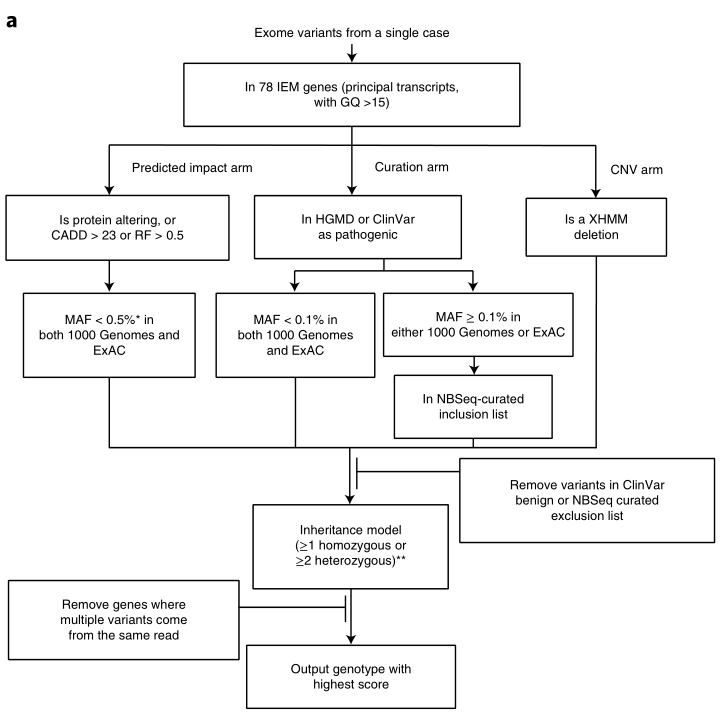 a
Exome variants from a single case
In 78 IEM genes (principal transcripts,
with GQ >15)
Predicted impact arm
Curation arm
CNV arm
Is protein altering, or
CADD > 23 or RF > 0.5
In HGMD or ClinVar
as pathogenic
Is a XHMM
deletion
MAF < 0.5%* in
both 1000 Genomes and
ExAC
MAF < 0.1% in
both 1000 Genomes
and ExAC
MAF ≥ 0.1% in
either 1000 Genomes or ExAC
In NBSeq-curated
inclusion list
Remove variants in ClinVar
benign or NBSeq curated
exclusion list
Inheritance model
(≥1 homozygous or
≥2 heterozygous)**
Remove genes where
multiple variants come
from the same read
Output genotype with
highest score